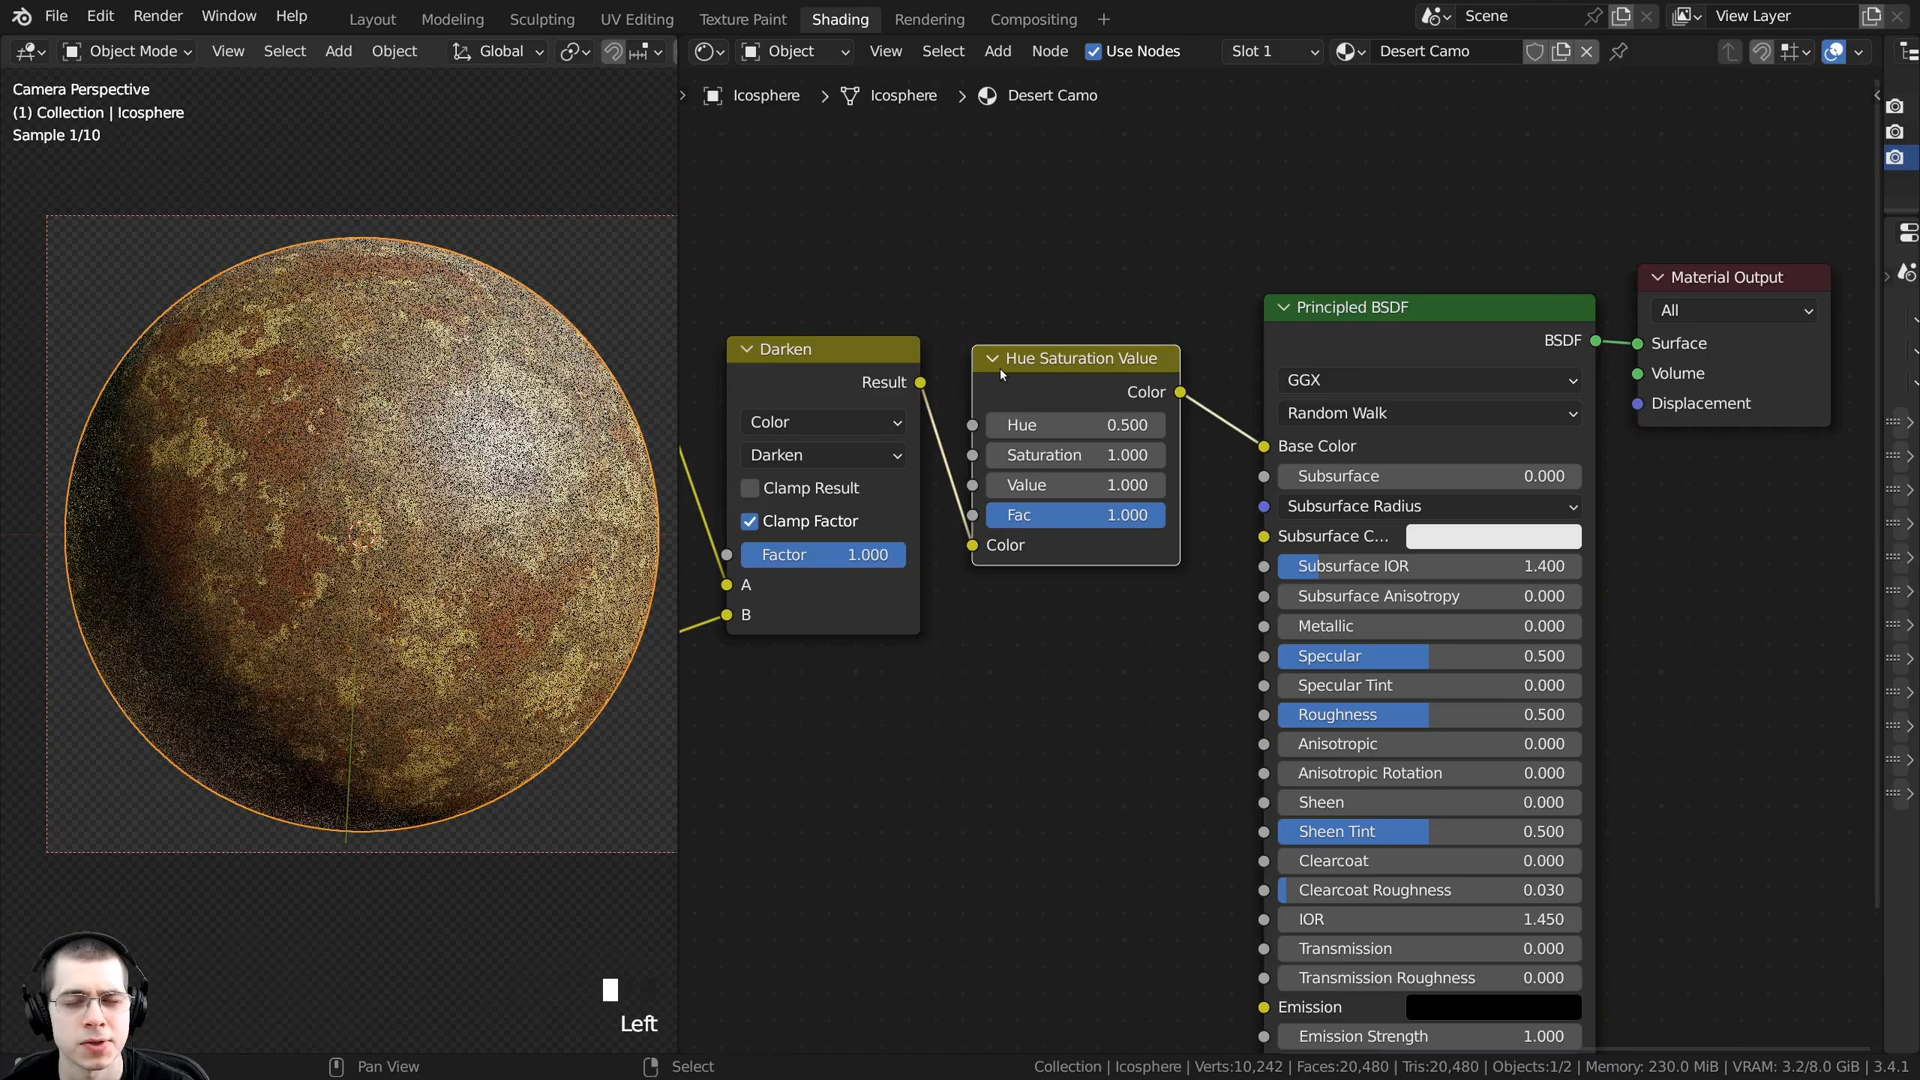 File Edit Render Window Help Layout Modeling Sculpting UV Editing Texture Paint Shading Rendering Compositing + Scene View Layer
Object Mode View Select Add Object Global Object View Select Add Node Use Nodes Slot 1 Desert Camo
Camera Perspective
(1) Collection | Icosphere
Sample 1/10
Icosphere > Icosphere > Desert Camo
Darken
Result
Color
Darken
Clamp Result
Clamp Factor
Factor 1.000
A
B
Hue Saturation Value
Color
Hue 0.500
Saturation 1.000
Value 1.000
Fac 1.000
Color
Principled BSDF
BSDF
GGX
Random Walk
Base Color
Subsurface 0.000
Subsurface Radius
Subsurface C...
Subsurface IOR 1.400
Subsurface Anisotropy 0.000
Metallic 0.000
Specular 0.500
Specular Tint 0.000
Roughness 0.500
Anisotropic 0.000
Anisotropic Rotation 0.000
Sheen 0.000
Sheen Tint 0.500
Clearcoat 0.000
Clearcoat Roughness 0.030
IOR 1.450
Transmission 0.000
Transmission Roughness 0.000
Emission
Emission Strength 1.000
Material Output
All
Surface
Volume
Displacement
Left
Pan View Select Collection | Icosphere | Verts:10,242 | Faces:20,480 | Tris:20,480 | Objects:1/2 | Memory: 230.0 MiB | VRAM: 3.2/8.0 GiB | 3.4.1